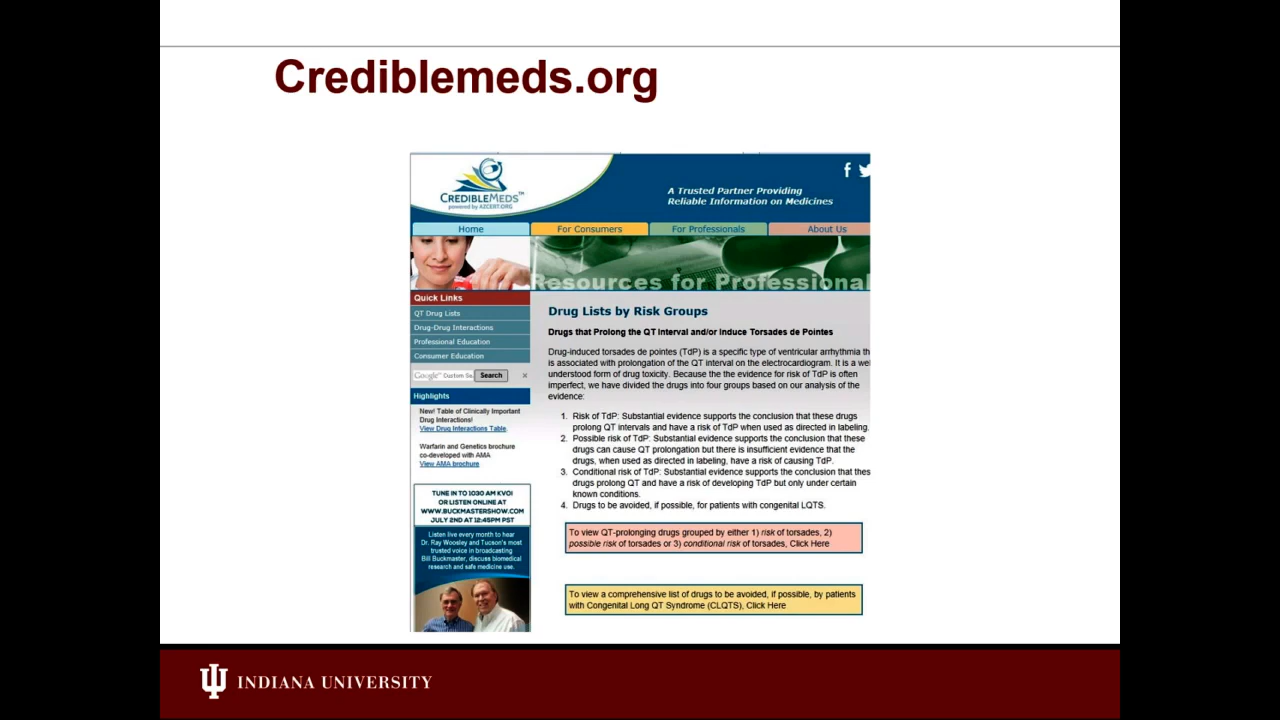 Crediblemeds.org
CREDIBLEMEDS™
powered by AZCERT.ORG
A Trusted Partner Providing
Reliable Information on Medicines
Home
For Consumers
For Professionals
About Us
Resources for Professional
Quick Links
QT Drug Lists
Drug-Drug Interactions
Professional Education
Consumer Education
Google™ Custom Se Search ×
Highlights
New! Table of Clinically Important
Drug Interactions!
View Drug Interactions Table.
Warfarin and Genetics brochure
co-developed with AMA
View AMA brochure
TUNE IN TO 1030 AM KVOI
OR LISTEN ONLINE AT
WWW.BUCKMASTERSHOW.COM
JULY 2ND AT 12:45PM PST
Listen live every month to hear
Dr. Ray Woosley and Tucson's most
trusted voice in broadcasting
Bill Buckmaster, discuss biomedical
research and safe medicine use.
Drug Lists by Risk Groups
Drugs that Prolong the QT Interval and/or Induce Torsades de Pointes
Drug-induced torsades de pointes (TdP) is a specific type of ventricular arrhythmia th
is associated with prolongation of the QT interval on the electrocardiogram. It is a wel
understood form of drug toxicity. Because the the evidence for risk of TdP is often
imperfect, we have divided the drugs into four groups based on our analysis of the
evidence:
1. Risk of TdP: Substantial evidence supports the conclusion that these drugs
prolong QT intervals and have a risk of TdP when used as directed in labeling.
2. Possible risk of TdP: Substantial evidence supports the conclusion that these
drugs can cause QT prolongation but there is insufficient evidence that the
drugs, when used as directed in labeling, have a risk of causing TdP.
3. Conditional risk of TdP: Substantial evidence supports the conclusion that thes
drugs prolong QT and have a risk of developing TdP but only under certain
known conditions.
4. Drugs to be avoided, if possible, for patients with congenital LQTS.
To view QT-prolonging drugs grouped by either 1) risk of torsades, 2)
possible risk of torsades or 3) conditional risk of torsades, Click Here
To view a comprehensive list of drugs to be avoided, if possible, by patients
with Congenital Long QT Syndrome (CLQTS), Click Here
INDIANA UNIVERSITY